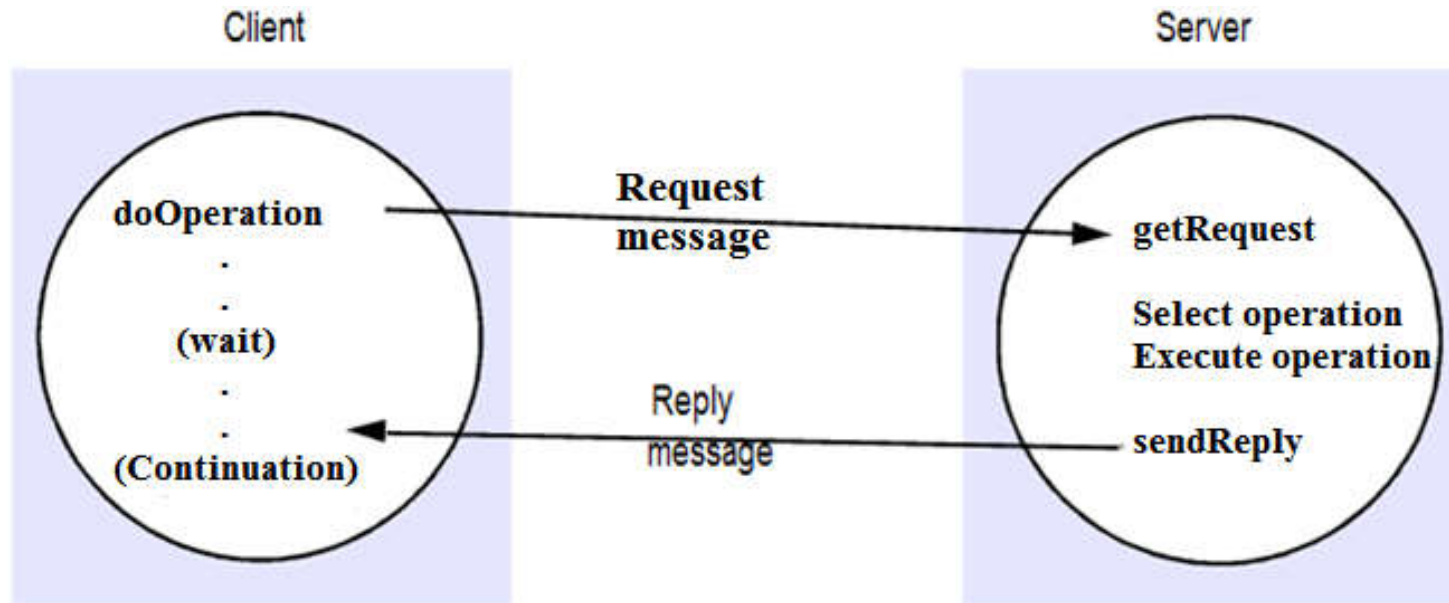 Client
Server
doOperation
.
.
(wait)
.
.
(Continuation)
Request
message
Reply
message
getRequest
Select operation
Execute operation
sendReply